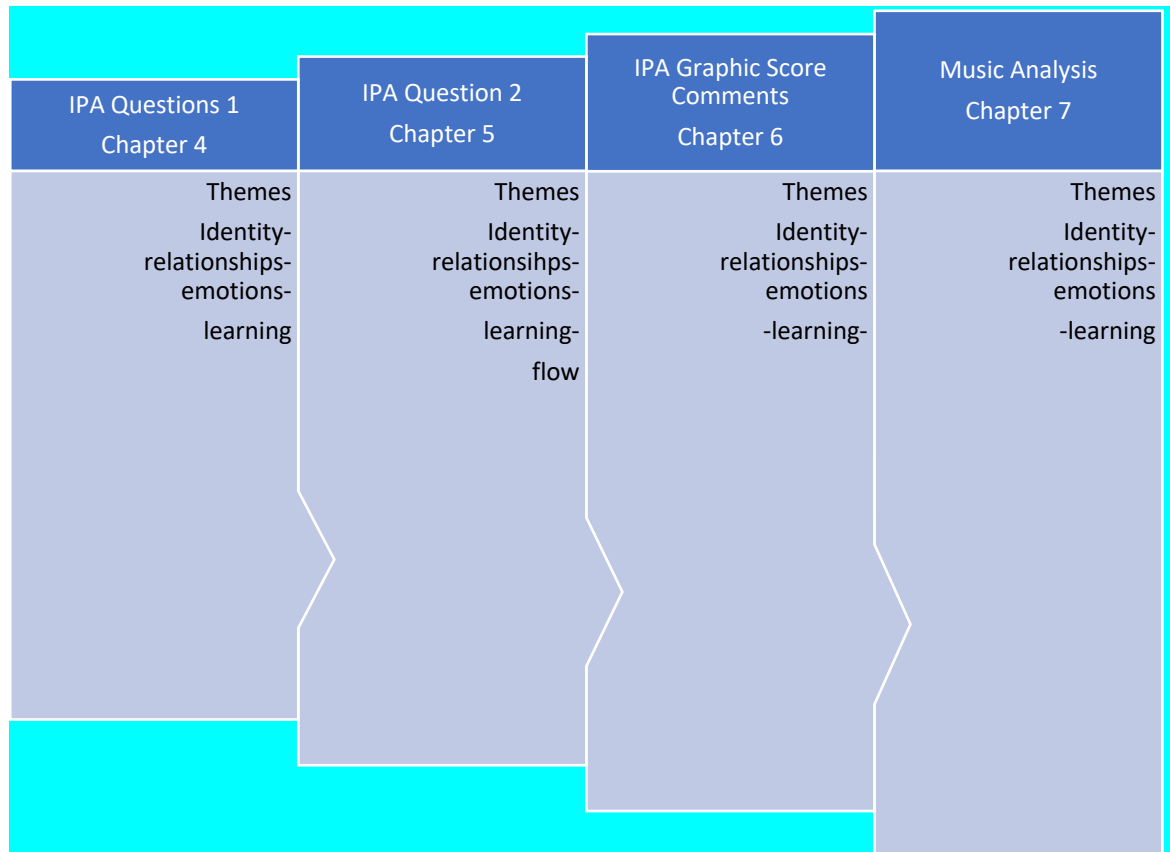 IPA Questions 1
Chapter 4
Themes
Identity-
relationships-
emotions-
learning
IPA Question 2
Chapter 5
Themes
Identity-
relationsihps-
emotions-
learning-
flow
IPA Graphic Score
Comments
Chapter 6
Themes
Identity-
relationships-
emotions
-learning-
Music Analysis
Chapter 7
Themes
Identity-
relationships-
emotions
-learning